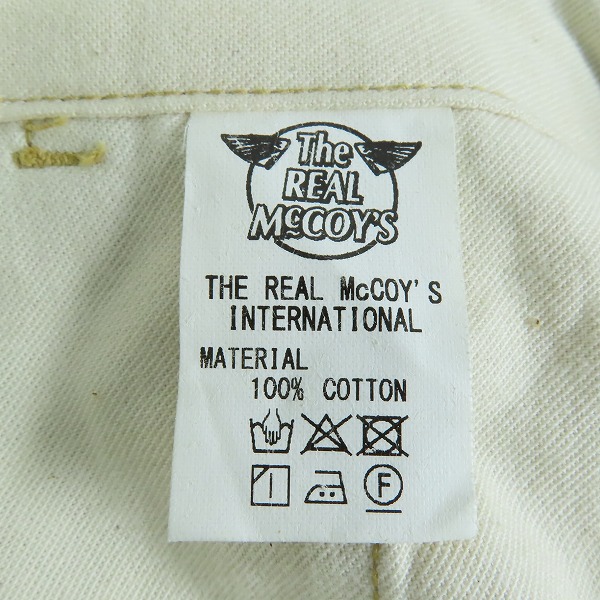 The
REAL
McCOY'S
THE REAL McCOY'S
INTERNATIONAL
MATERIAL
100% COTTON
F